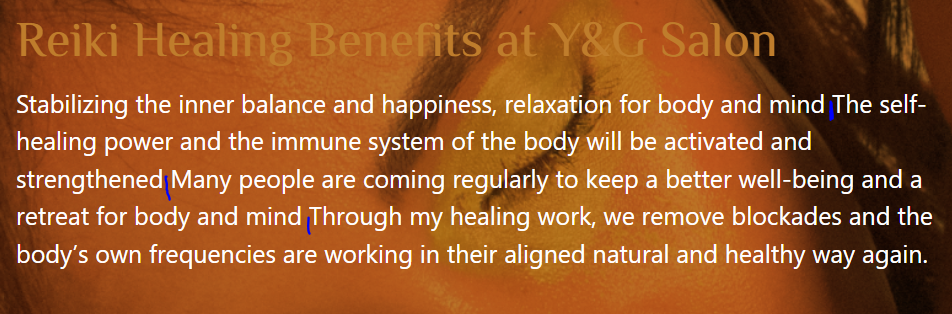 Reiki Healing Benefits at Y&G Salon
Stabilizing the inner balance and happiness, relaxation for body and mind The self-
healing power and the immune system of the body will be activated and
strengthened Many people are coming regularly to keep a better well-being and a
retreat for body and mind Through my healing work, we remove blockades and the
body’s own frequencies are working in their aligned natural and healthy way again.